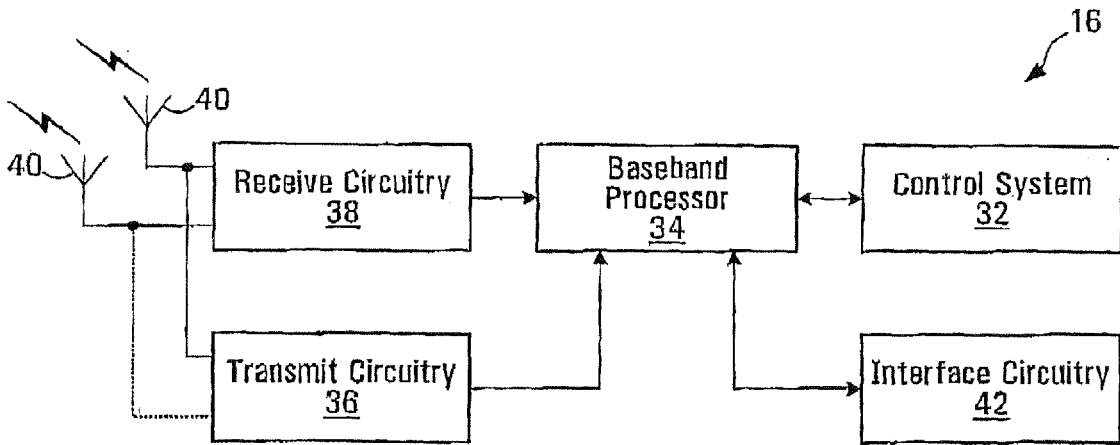 16
40
40
Receive Circuitry
38
Baseband
Processor
34
Control System
32
Transmit Circuitry
36
Interface Circuitry
42